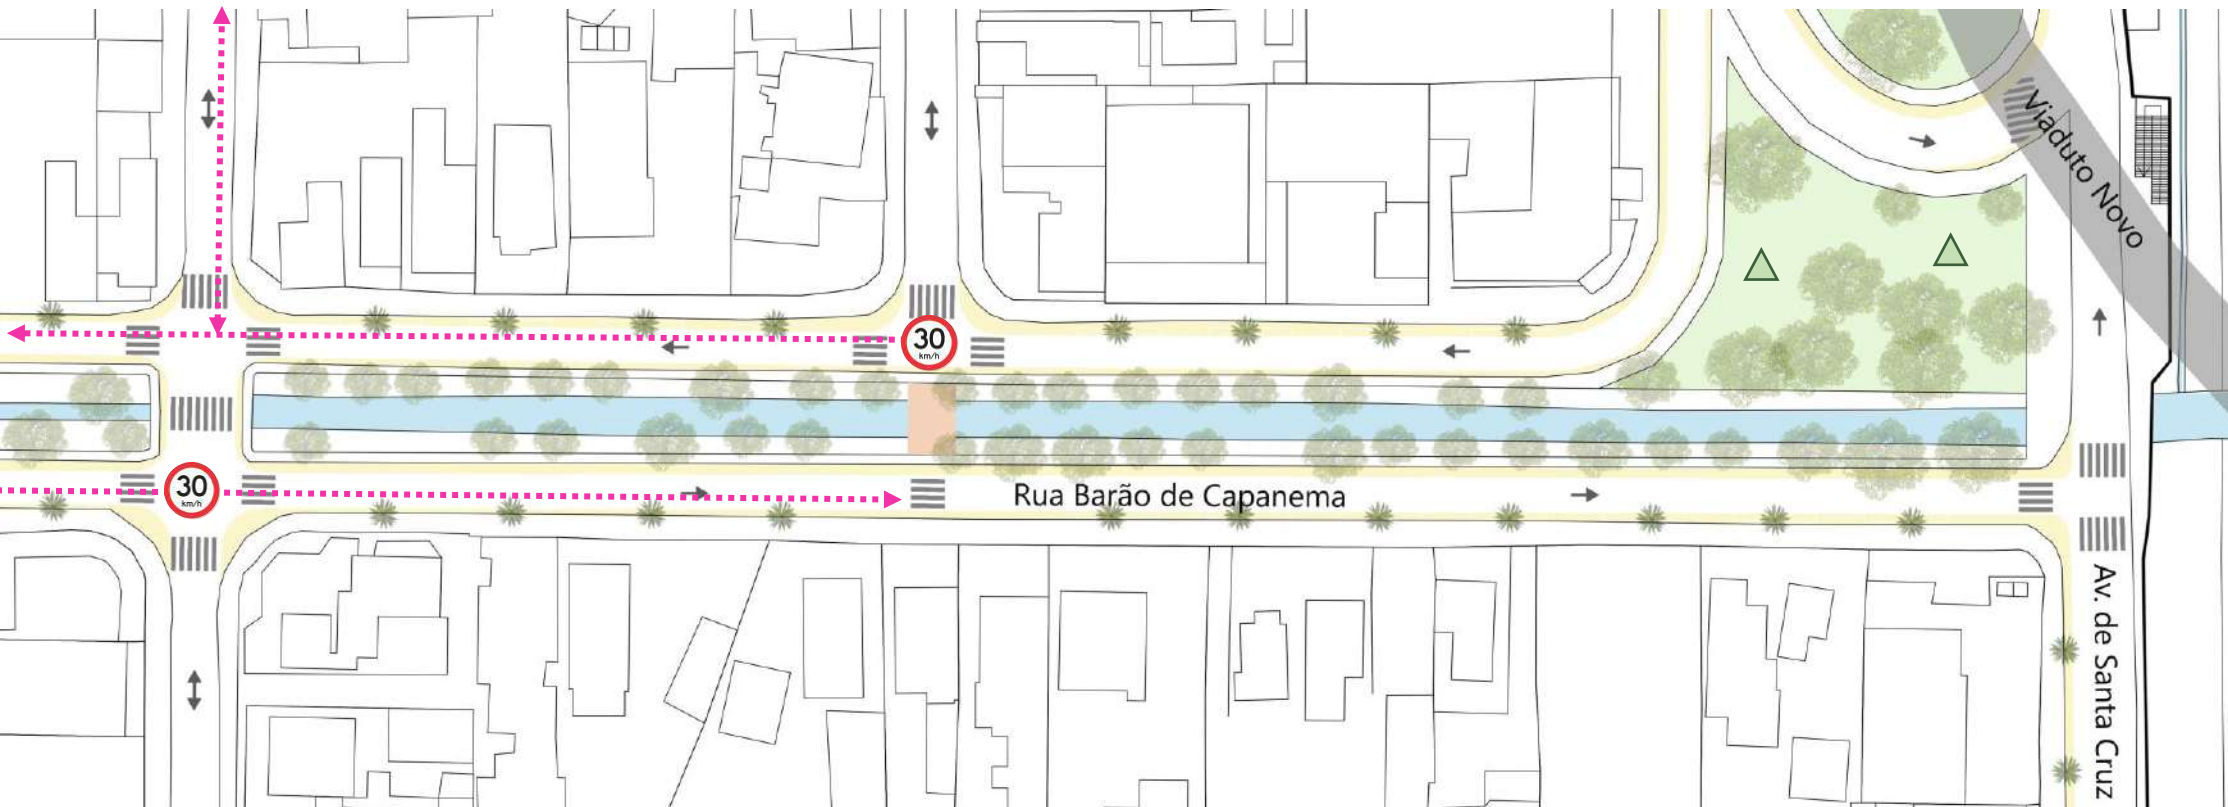 Viaduto Novo
30
km/h
30
km/h
Rua Barão de Capanema
Av. de Santa Cruz